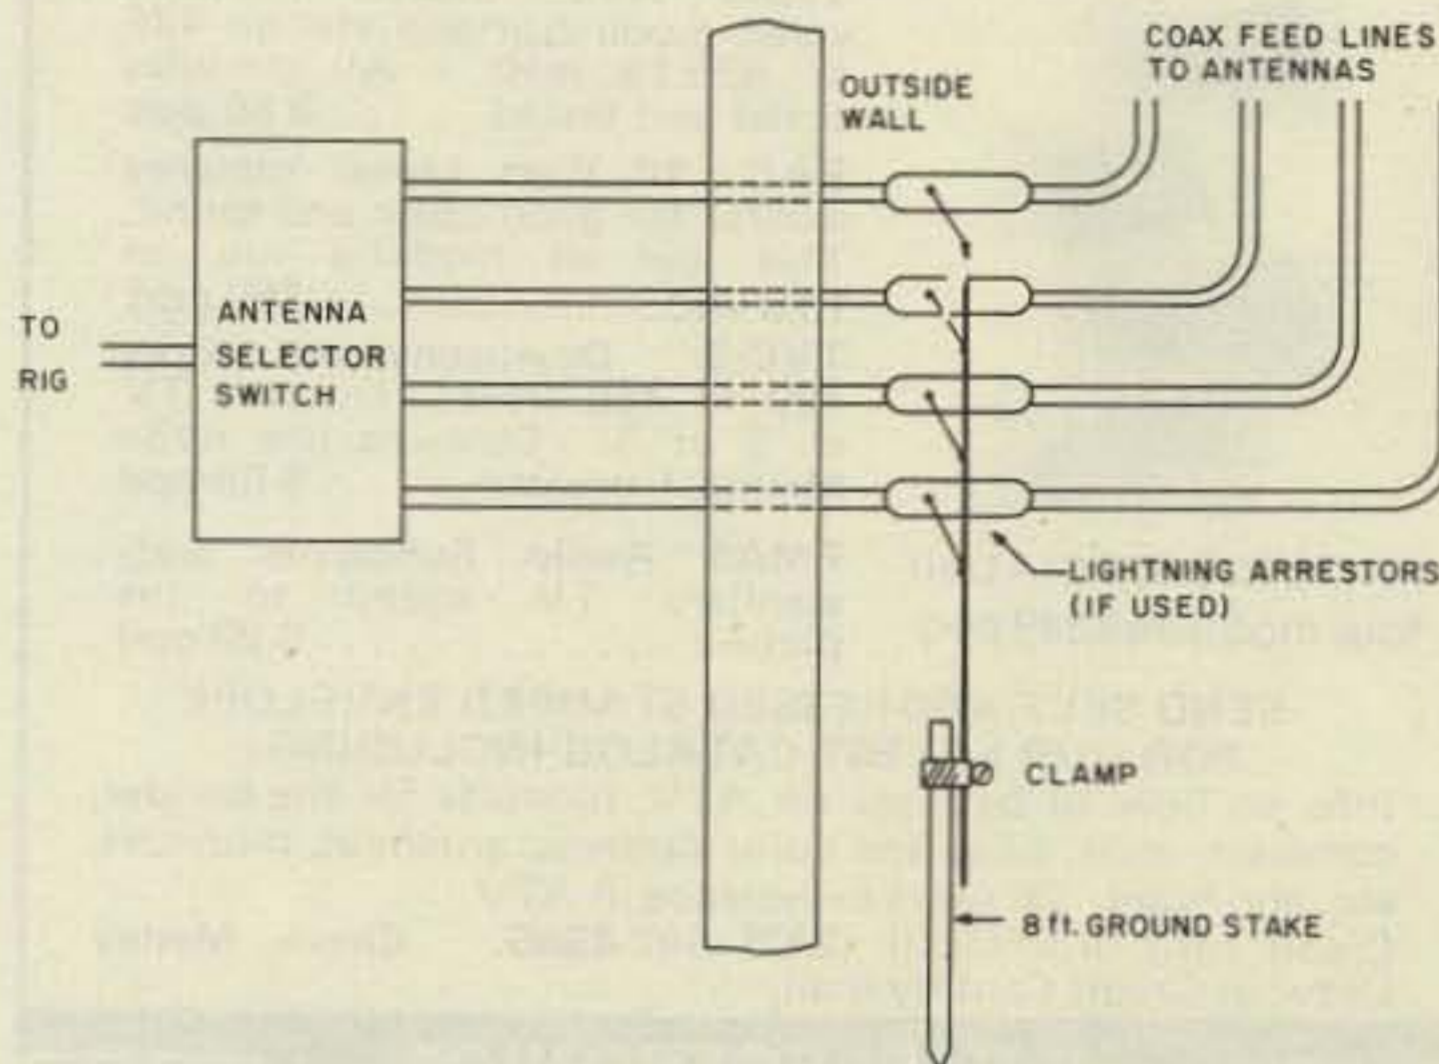 COAX FEED LINES
TO ANTENNAS
OUTSIDE
WALL
TO
RIG
ANTENNA
SELECTOR
SWITCH
LIGHTNING ARRESTORS
(IF USED)
CLAMP
8 ft. GROUND STAKE